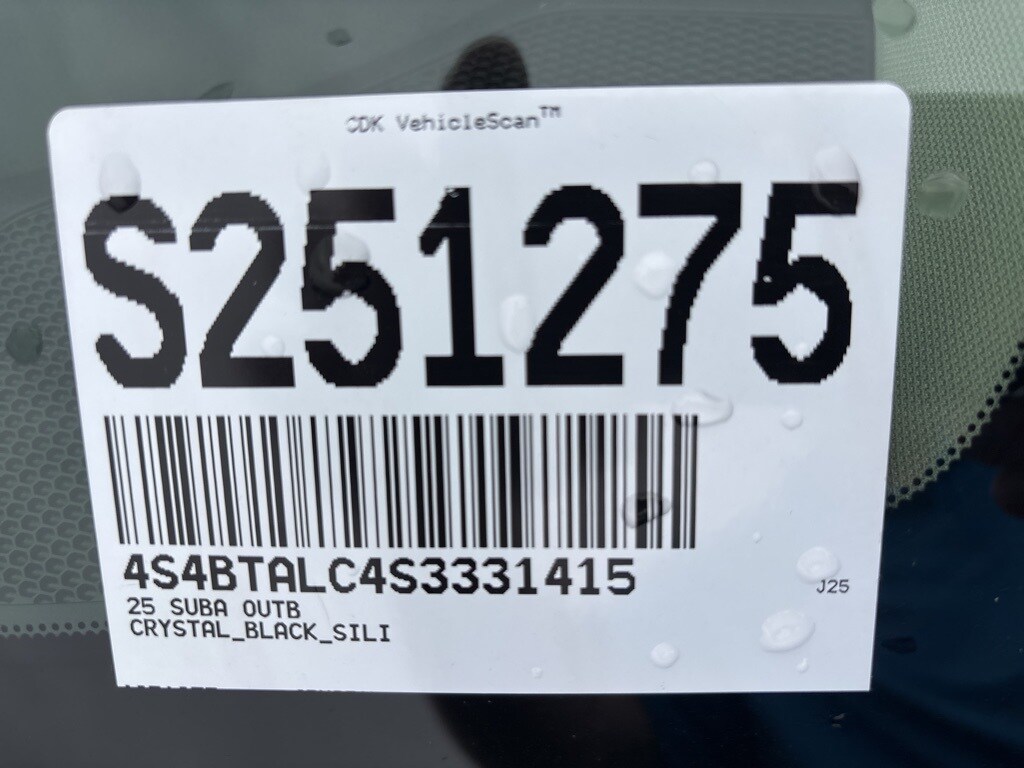 CDK VehicleScan™
S251275
4S4BTALC4S3331415
J25
25 SUBA OUTB
CRYSTAL_BLACK_SILI